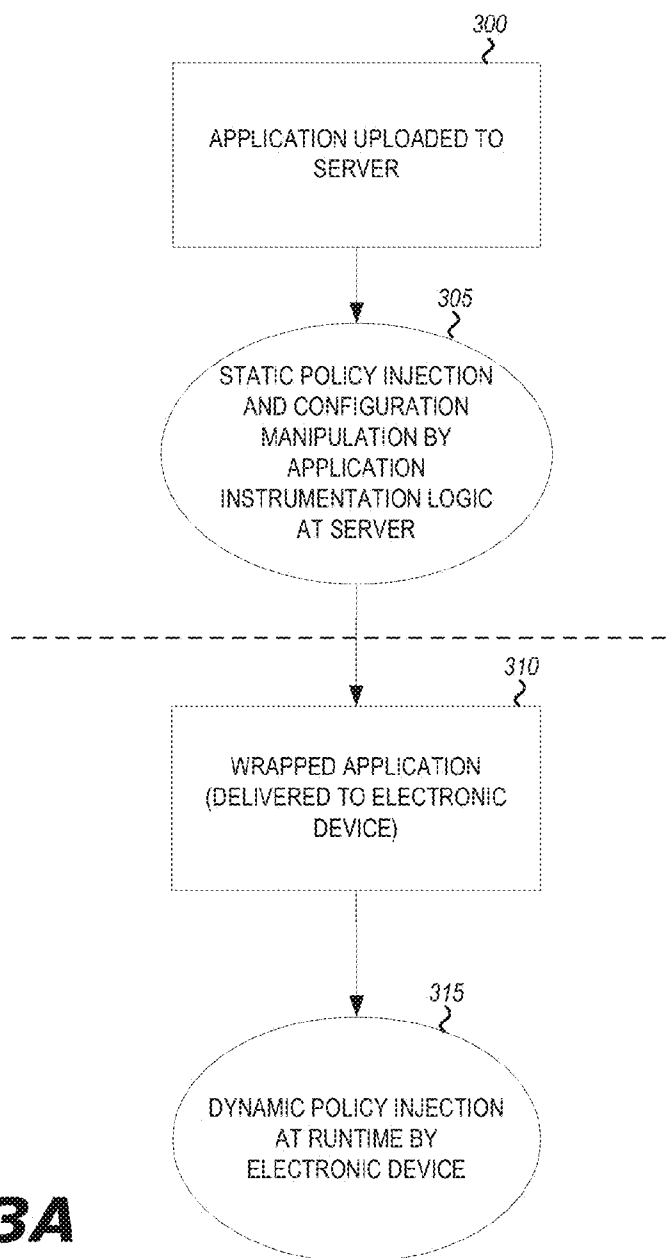 300
APPLICATION UPLOADED TO
SERVER
305
STATIC POLICY INJECTION
AND CONFIGURATION
MANIPULATION BY
APPLICATION
INSTRUMENTATION LOGIC
AT SERVER
310
WRAPPED APPLICATION
(DELIVERED TO ELECTRONIC
DEVICE)
315
DYNAMIC POLICY INJECTION
AT RUNTIME BY
ELECTRONIC DEVICE
3A